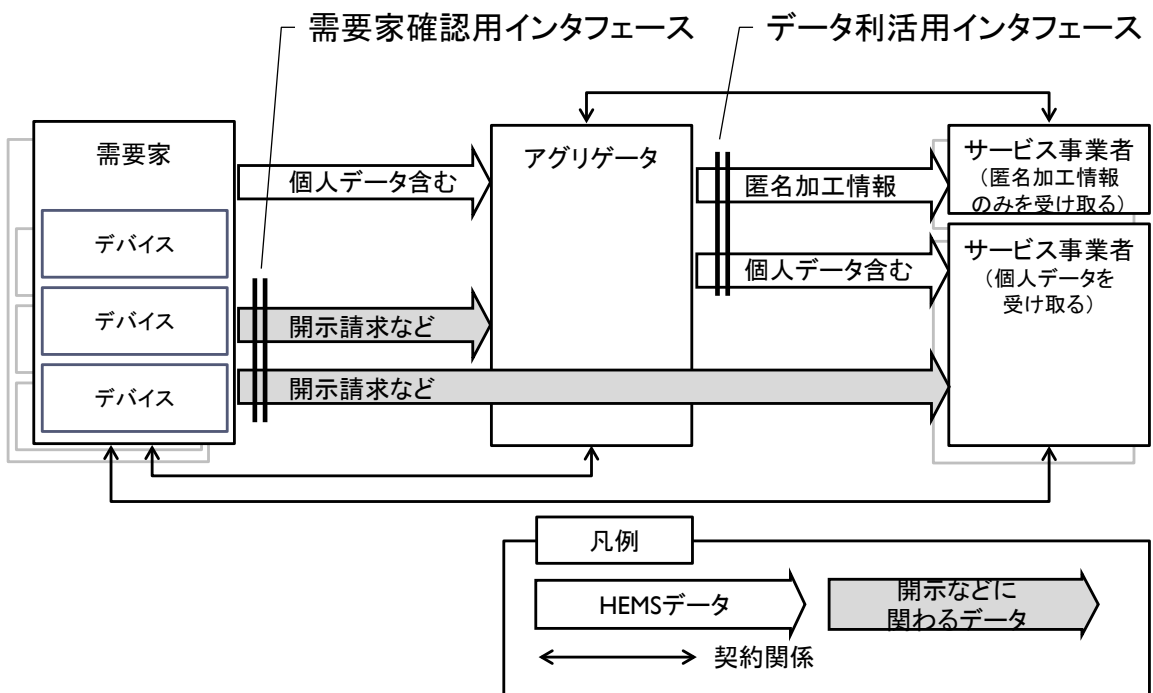 需要家確認用インタフェース
データ利活用インタフェース
需要家
デバイス
デバイス
デバイス
個人データ含む
開示請求など
開示請求など
アグリゲータ
匿名加工情報
個人データ含む
サービス事業者
（匿名加工情報
のみを受け取る）
サービス事業者
（個人データを
受け取る）
凡例
HEMSデータ
開示などに
関わるデータ
契約関係